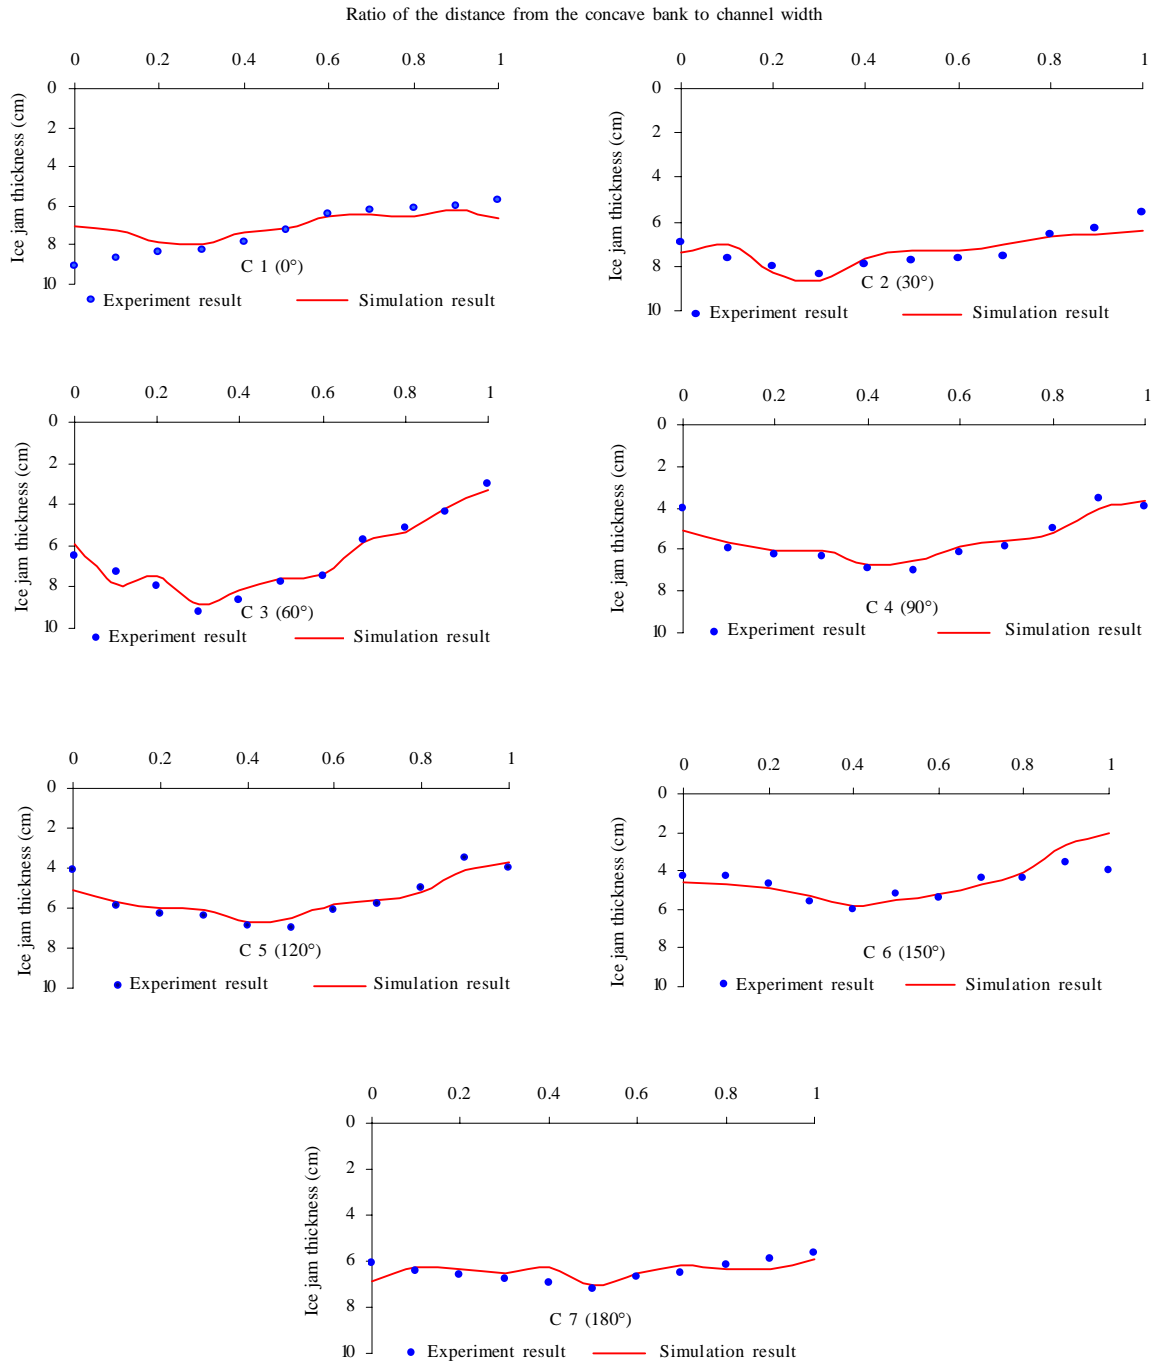 Ratio of the distance from the concave bank to channel width
0 0.2 0.4 0.6 0.8 1
Ice jam thickness (cm)
0
2
4
6
8
10
C 1 (0°)
Experiment result Simulation result
0 0.2 0.4 0.6 0.8 1
Ice jam thickness (cm)
0
2
4
6
8
10
C 2 (30°)
Experiment result Simulation result
0 0.2 0.4 0.6 0.8 1
Ice jam thickness (cm)
0
2
4
6
8
10
C 3 (60°)
Experiment result Simulation result
0 0.2 0.4 0.6 0.8 1
Ice jam thickness (cm)
0
2
4
6
8
10
C 4 (90°)
Experiment result Simulation result
0 0.2 0.4 0.6 0.8 1
Ice jam thickness (cm)
0
2
4
6
8
10
C 5 (120°)
Experiment result Simulation result
0 0.2 0.4 0.6 0.8 1
Ice jam thickness (cm)
0
2
4
6
8
10
C 6 (150°)
Experiment result Simulation result
0 0.2 0.4 0.6 0.8 1
Ice jam thickness (cm)
0
2
4
6
8
10
C 7 (180°)
Experiment result Simulation result